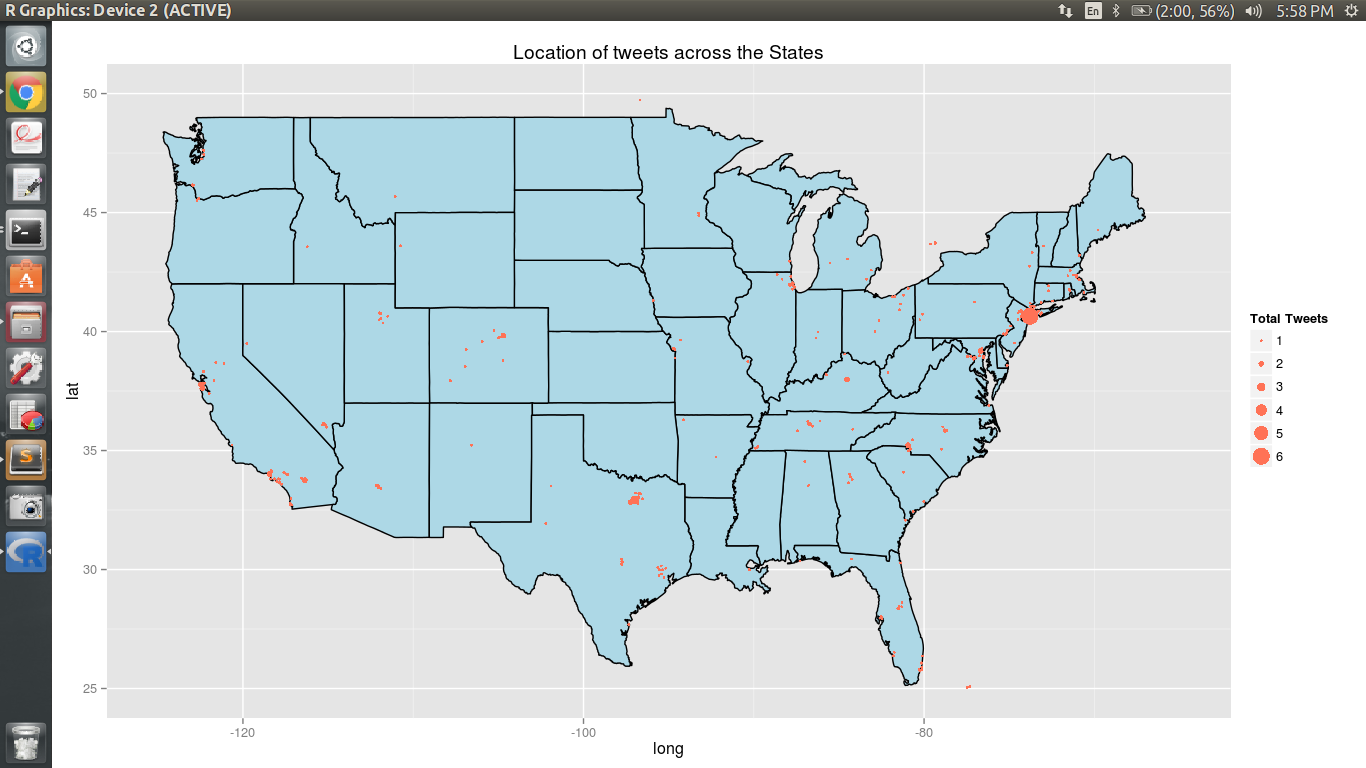 R Graphics: Device 2 (ACTIVE)
En (2:00, 56%) 5:58 PM
Location of tweets across the States
50
45
40
35
30
25
lat
-120 -100 -80
long
Total Tweets
1
2
3
4
5
6
A
S
R